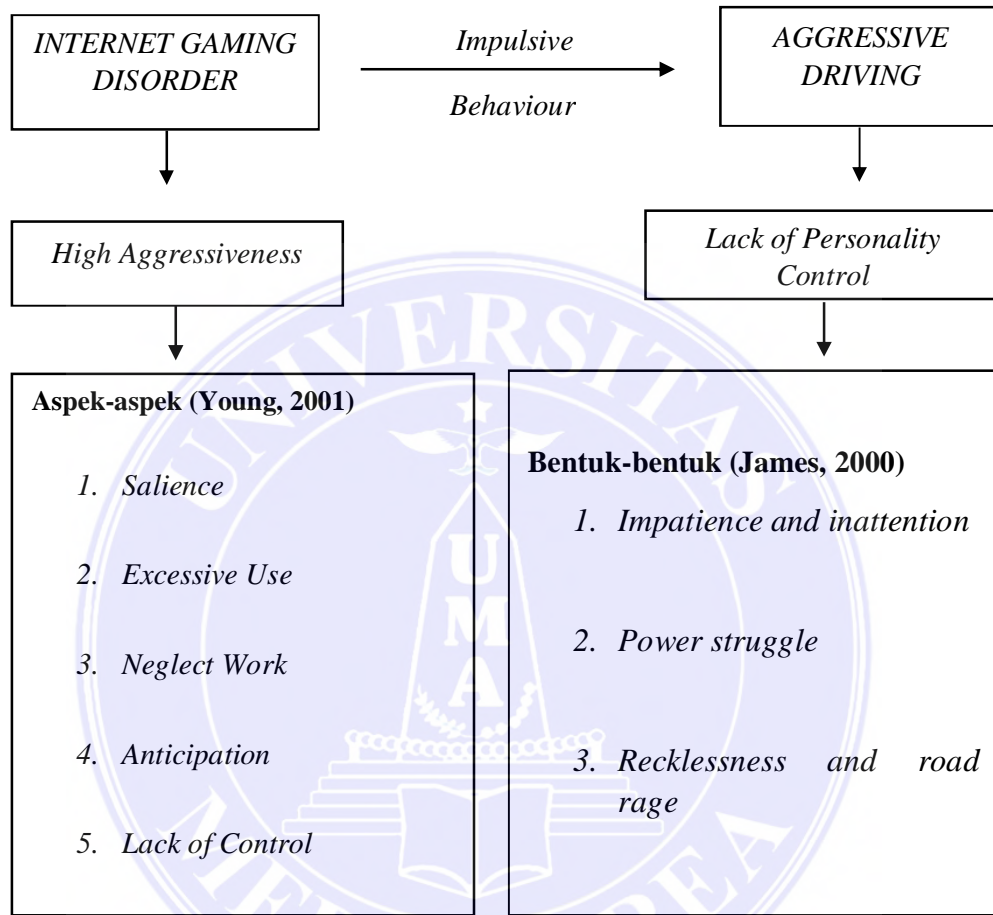 INTERNET GAMING
DISORDER
Impulsive
Behaviour
AGGRESSIVE
DRIVING
High Aggressiveness
Lack of Personality
Control
Aspek-aspek (Young, 2001)
1. Salience
2. Excessive Use
3. Neglect Work
4. Anticipation
5. Lack of Control
Bentuk-bentuk (James, 2000)
1. Impatience and inattention
2. Power struggle
3. Recklessness and road
rage
UNIVERSITAS
UMA